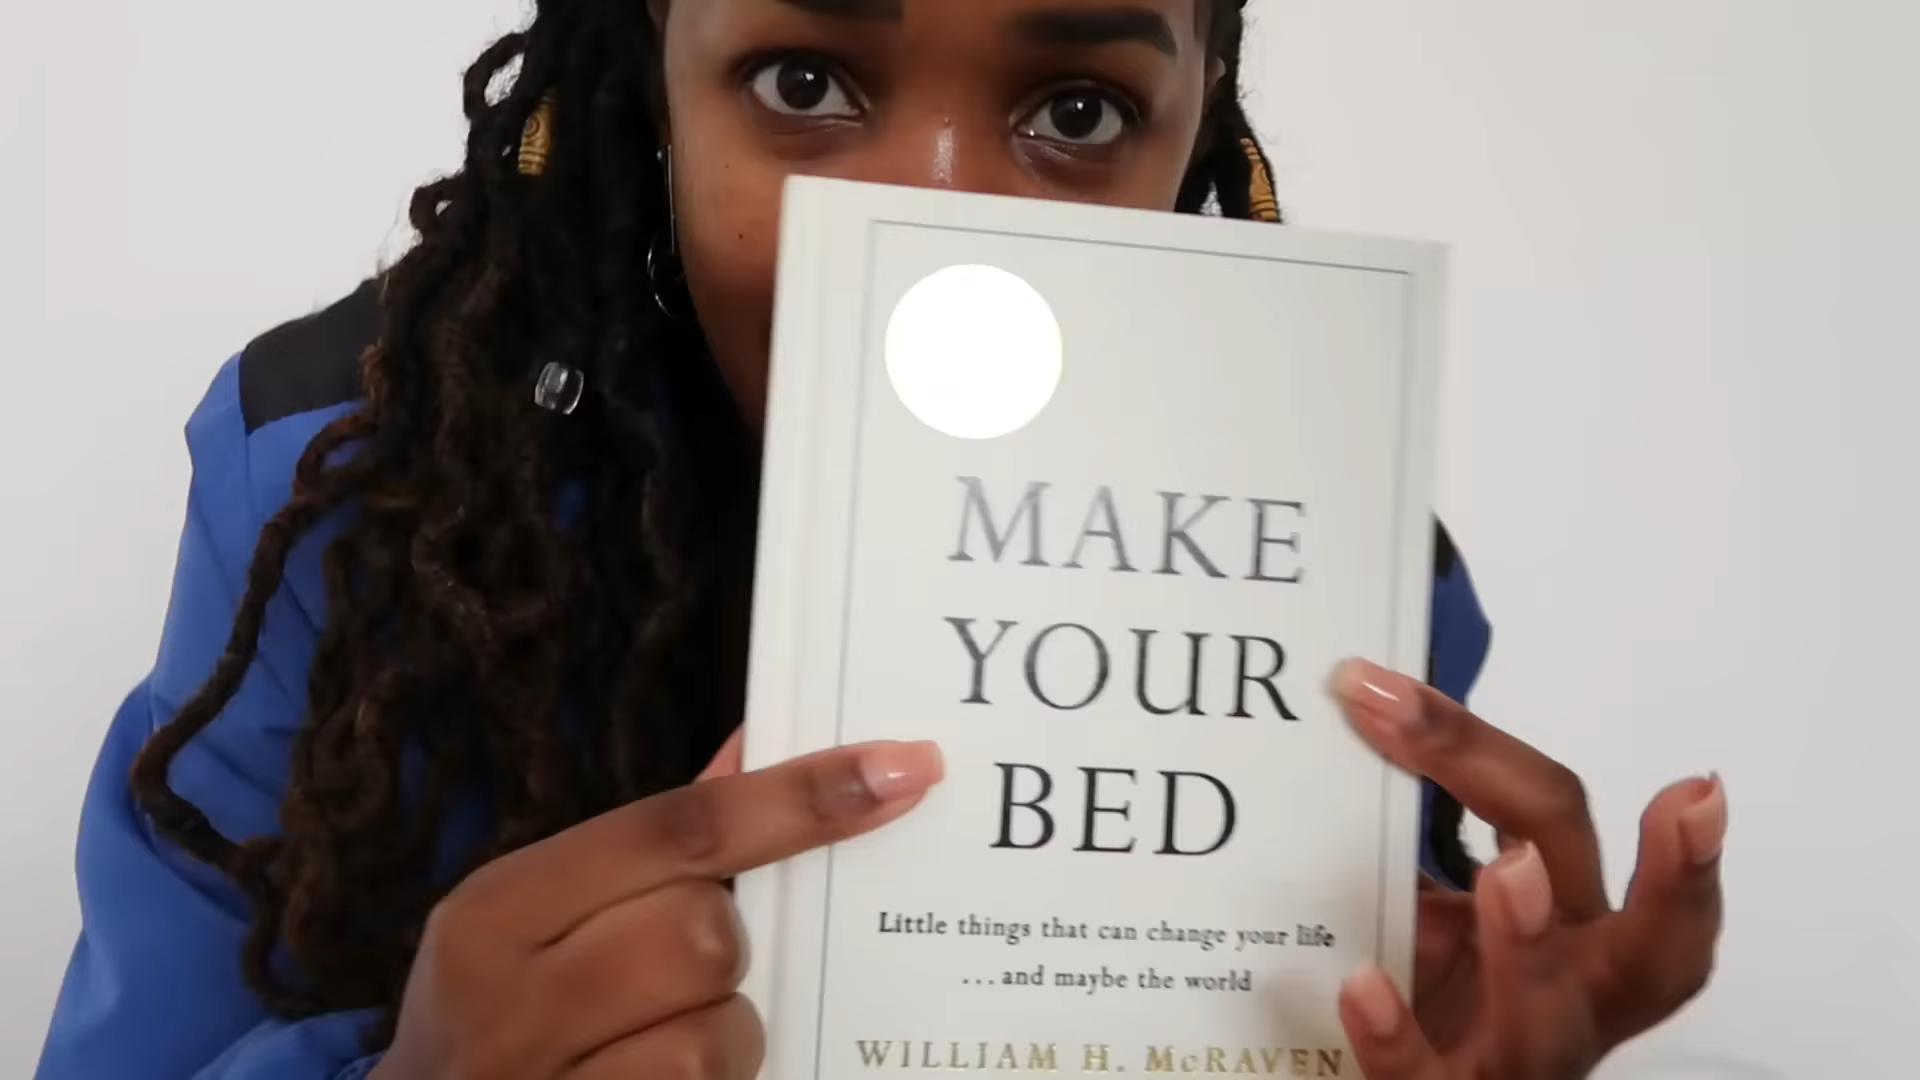 MAKE
YOUR
BED
Little things that can change your life
...and maybe the world
WILLIAM H. McRAVEN